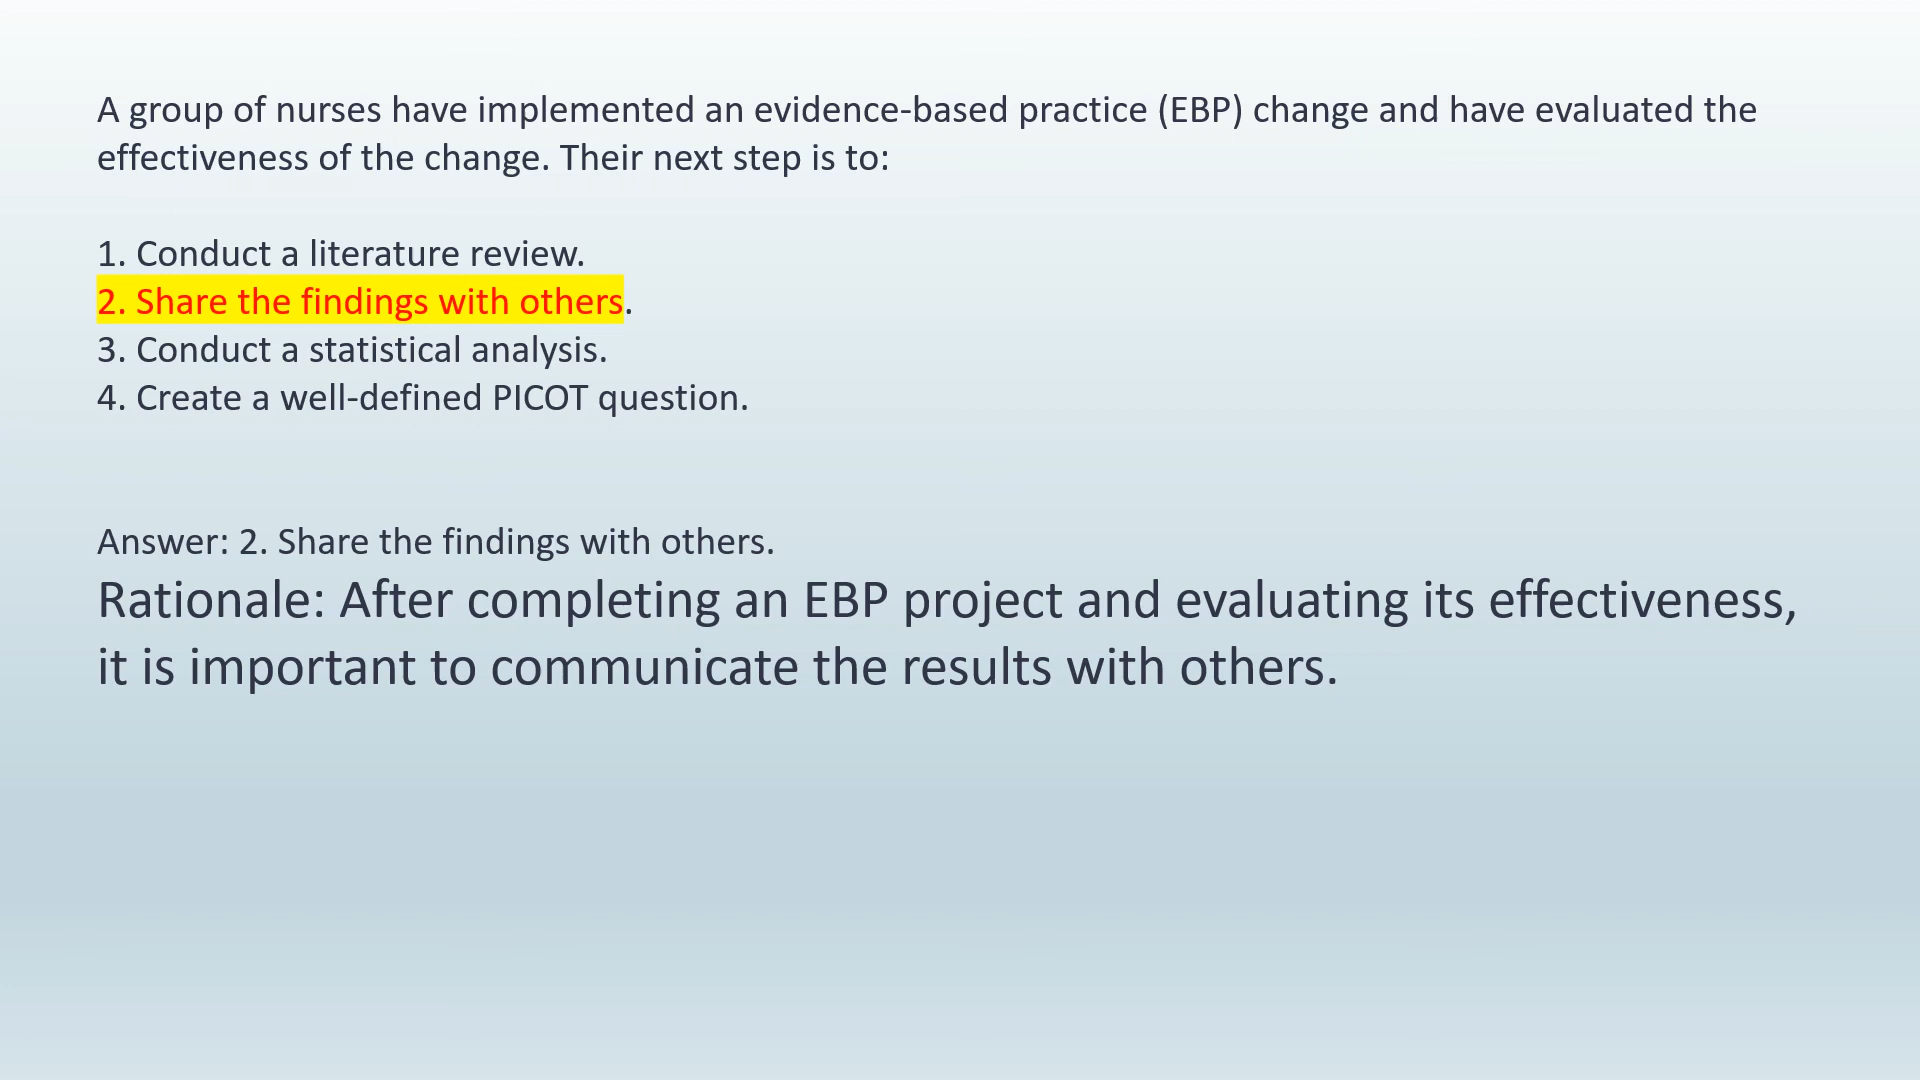 A group of nurses have implemented an evidence-based practice (EBP) change and have evaluated the
effectiveness of the change. Their next step is to:
1. Conduct a literature review.
2. Share the findings with others.
3. Conduct a statistical analysis.
4. Create a well-defined PICOT question.
Answer: 2. Share the findings with others.
Rationale: After completing an EBP project and evaluating its effectiveness,
it is important to communicate the results with others.